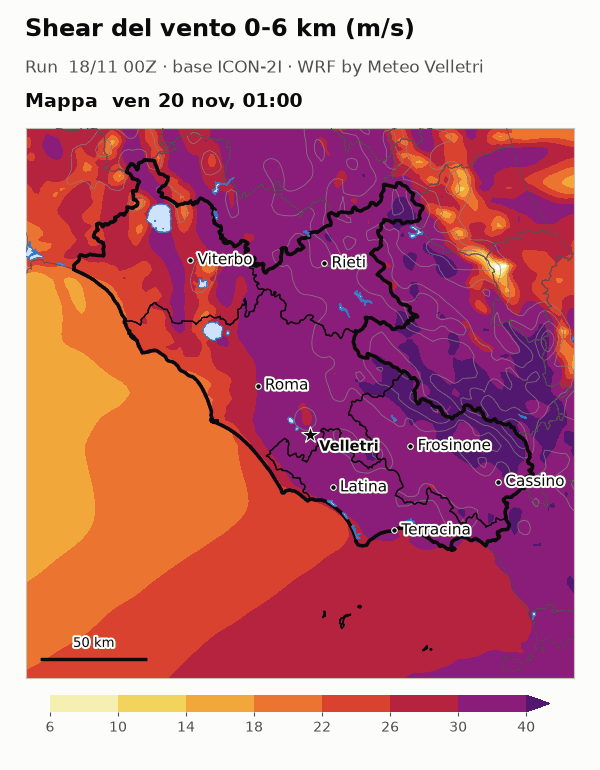 Shear del vento 0-6 km (m/s)
Run  18/11 00Z · base ICON-2I · WRF by Meteo Velletri
Mappa  ven 20 nov, 01:00
Viterbo
Rieti
Roma
Velletri
Frosinone
Cassino
Latina
Terracina
50 km
6 10 14 18 22 26 30 40